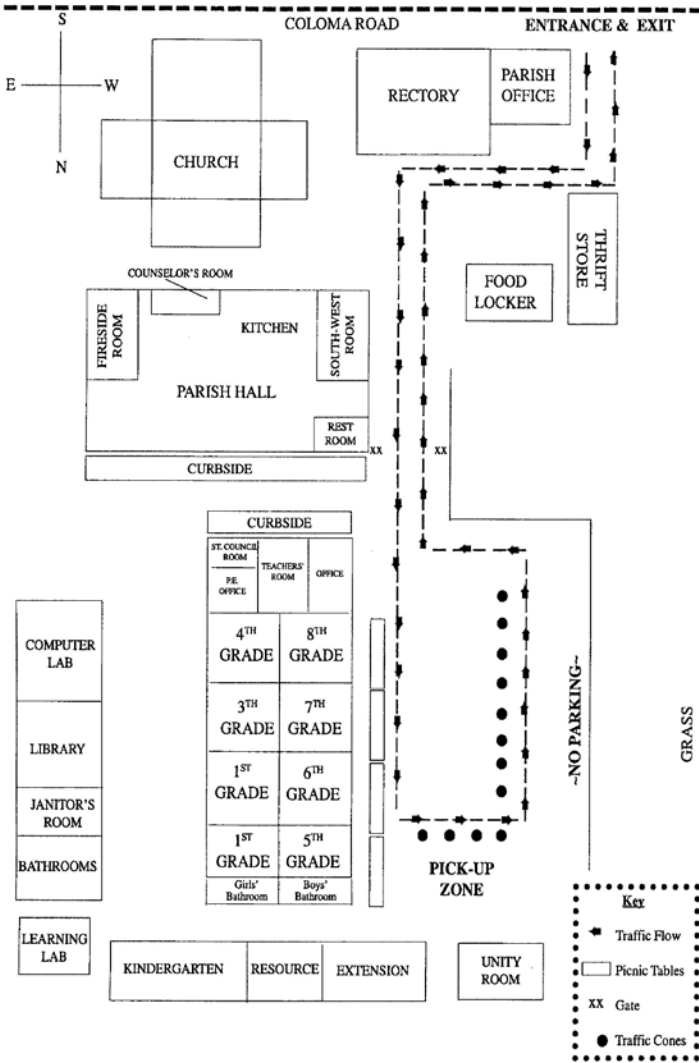 COLOMA ROAD
ENTRANCE & EXIT
S
E
W
N
CHURCH
RECTORY
PARISH
OFFICE
THRIFT
STORE
FOOD
LOCKER
COUNSELOR'S ROOM
FIRESIDE
ROOM
KITCHEN
SOUTH-WEST
ROOM
PARISH HALL
REST
ROOM
XX
XX
CURBSIDE
CURBSIDE
ST. COUNCIL
ROOM
P.E.
OFFICE
TEACHERS'
ROOM
OFFICE
4TH
GRADE
8TH
GRADE
3TH
GRADE
7TH
GRADE
1ST
GRADE
6TH
GRADE
1ST
GRADE
5TH
GRADE
Girls'
Bathroom
Boys'
Bathroom
COMPUTER
LAB
LIBRARY
JANITOR'S
ROOM
BATHROOMS
LEARNING
LAB
KINDERGARTEN
RESOURCE
EXTENSION
UNITY
ROOM
PICK-UP
ZONE
~NO PARKING~
GRASS
Key
Traffic Flow
Picnic Tables
XX Gate
Traffic Cones